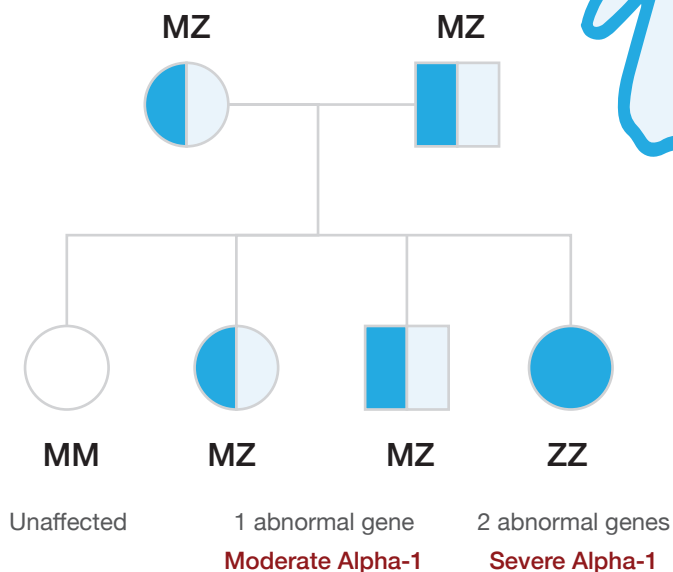 MZ MZ
MM MZ MZ ZZ
Unaffected 1 abnormal gene 2 abnormal genes
Moderate Alpha-1 Severe Alpha-1